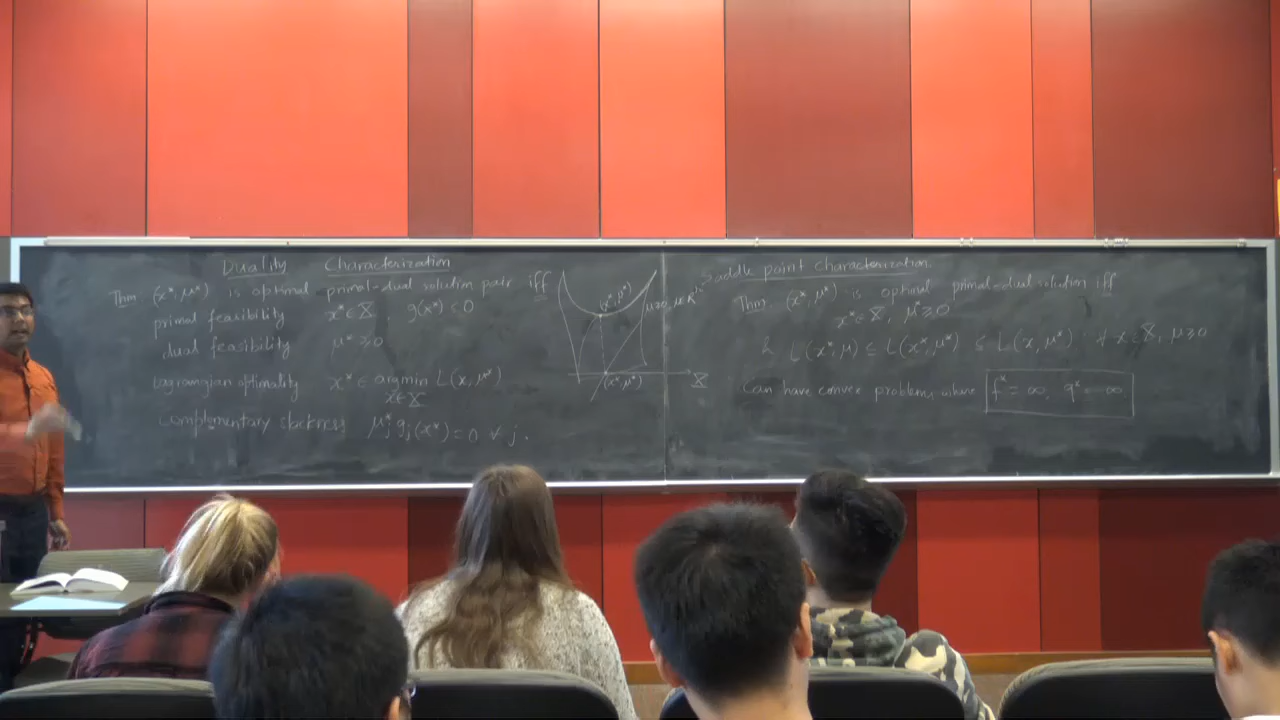 Duality Characterization
Thm (x*, μ*) is optimal primal-dual solution pair iff
primal feasibility x* ∈ X g(x*) ≤ 0
dual feasibility μ* ≥ 0
Lagrangian optimality x* ∈ argmin L(x, μ*)
x∈X
complementary slackness μ*j gj(x*) = 0 ∀ j.
(x*, μ*)
(x*, μ*)
X
Saddle point characterization
Thm. (x*, μ*) is optimal primal-dual solution iff
x* ∈ X, μ* ≥ 0
& L(x*, μ) ≤ L(x*, μ*) ≤ L(x, μ*) ∀ x ∈ X, μ ≥ 0
Can have convex problems where f* = ∞, q* = -∞